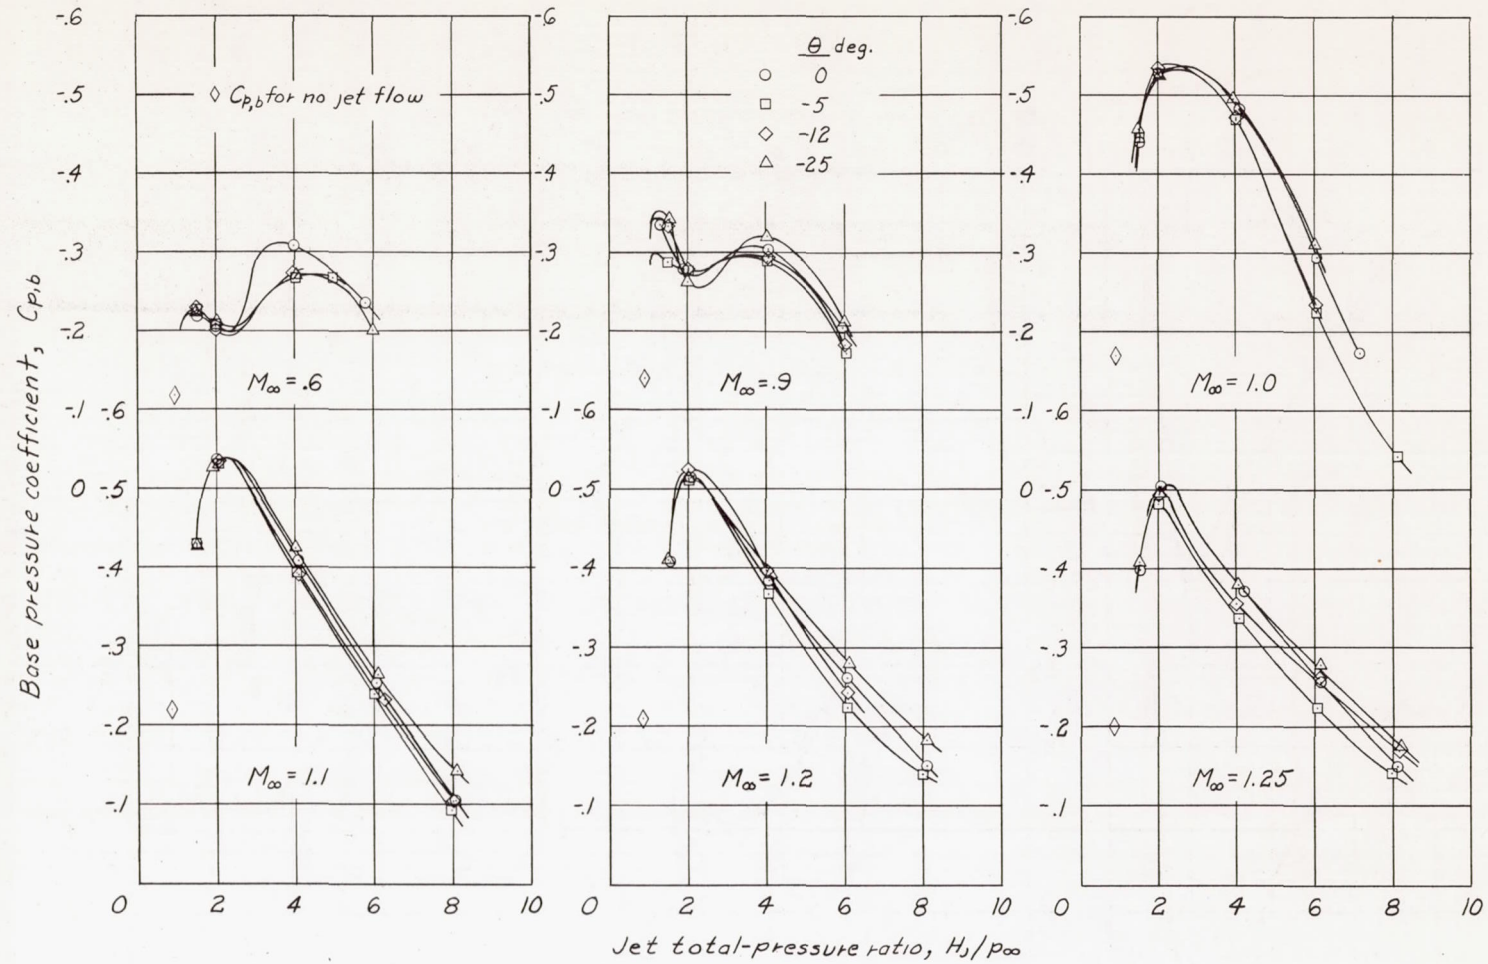 -.6 -.6 -.6
θ deg.
0
-5
-12
-25
◊ Cp,b for no jet flow
-.5 -.5 -.5
-.4 -.4 -.4
-.3 -.3 -.3
-.2 -.2 -.2
M∞ = .6 M∞ = .9 M∞ = 1.0
-.1 -.6 -.1 -.6 -.1 -.6
0 -.5 0 -.5 0 -.5
-.4 -.4 -.4
-.3 -.3 -.3
-.2 -.2 -.2
M∞ = 1.1 M∞ = 1.2 M∞ = 1.25
-.1 -.1 -.1
0 2 4 6 8 10 0 2 4 6 8 10 0 2 4 6 8 10
Base pressure coefficient, Cp,b
Jet total-pressure ratio, Hj/p∞